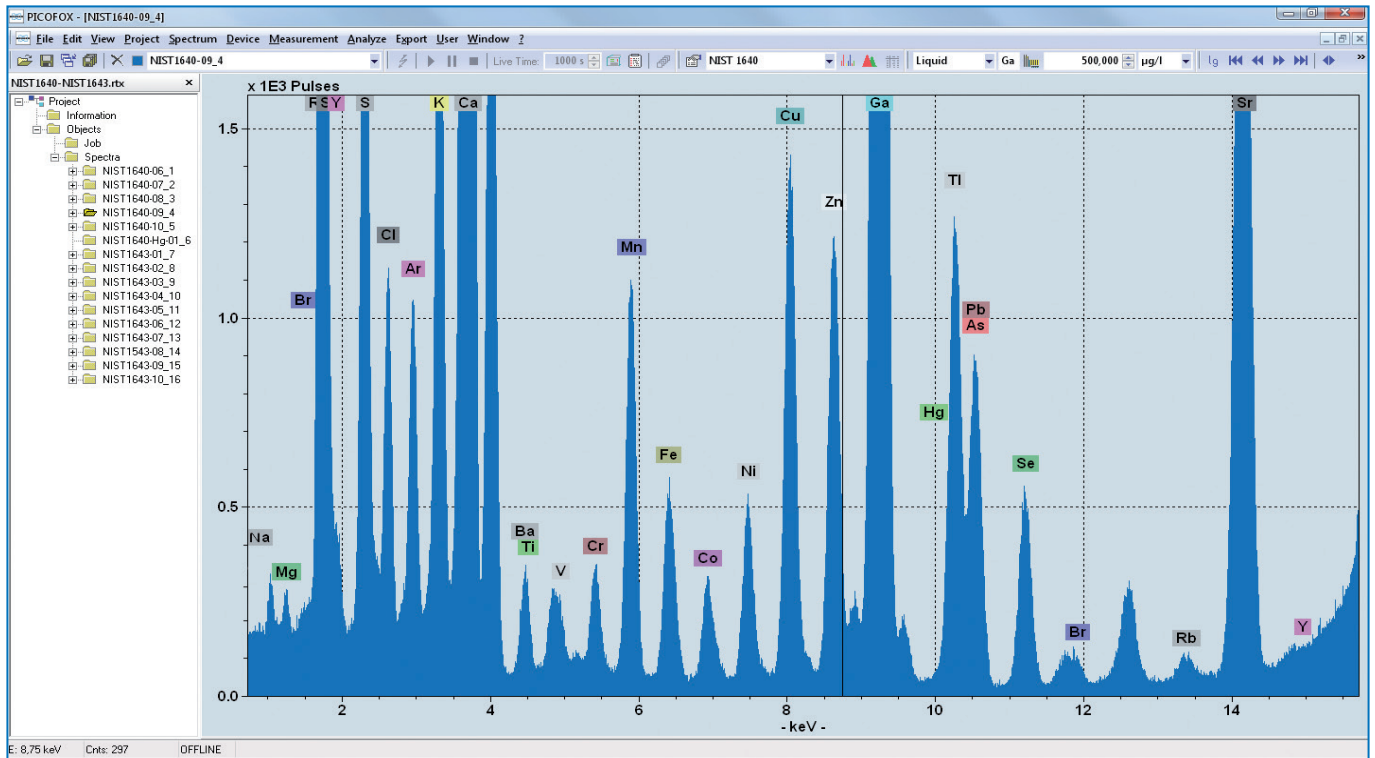 PICOFOX - [NIST1640-09_4]
File Edit View Project Spectrum Device Measurement Analyze Export User Window ?
NIST1640-09_4 Live Time: 1000 s NIST 1640 Liquid Ga 500,000 µg/l lg »
NIST1640-NIST1643.rtx ×
Project
Information
Objects
Job
Spectra
NIST1640-06_1
NIST1640-07_2
NIST1640-08_3
NIST1640-09_4
NIST1640-10_5
NIST1640-Hg-01_6
NIST1643-01_7
NIST1643-02_8
NIST1643-03_9
NIST1643-04_10
NIST1643-05_11
NIST1643-06_12
NIST1643-07_13
NIST1543-08_14
NIST1643-09_15
NIST1643-10_16
x 1E3 Pulses
S Y S K Ca Ga Sr
Cu
1.5
Tl
Zn
Cl
Mn
Ar
Br
Pb
1.0
As
Hg
Fe
Se
Ni
0.5
Ba
Na
Ti Cr
Co
V
Mg
Br Y
Rb
0.0
2 4 6 8 10 12 14
- keV -
E: 8,75 keV Cnts: 297 OFFLINE